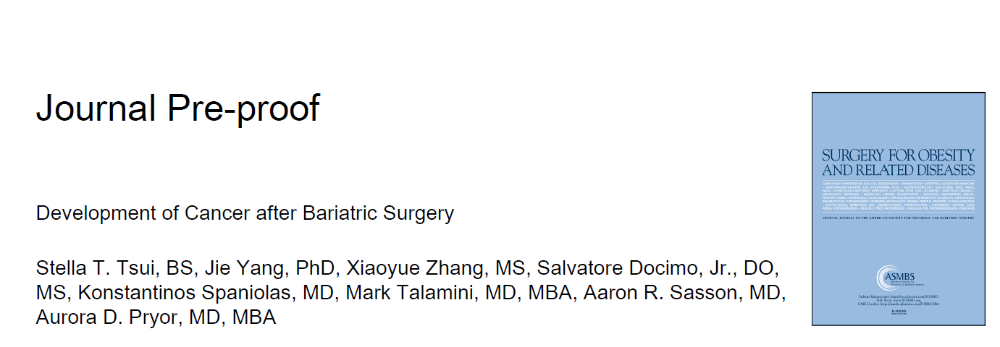 Journal Pre-proof
Development of Cancer after Bariatric Surgery
Stella T. Tsui, BS, Jie Yang, PhD, Xiaoyue Zhang, MS, Salvatore Docimo, Jr., DO,
MS, Konstantinos Spaniolas, MD, Mark Talamini, MD, MBA, Aaron R. Sasson, MD,
Aurora D. Pryor, MD, MBA
SURGERY FOR OBESITY
AND RELATED DISEASES
OFFICIAL JOURNAL OF THE AMERICAN SOCIETY FOR METABOLIC AND BARIATRIC SURGERY
ASMBS
ELSEVIER